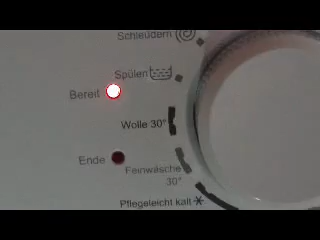 Schleudern
Spülen
Bereit
Wolle 30°
Ende
Feinwäsche
30°
Pflegeleicht kalt